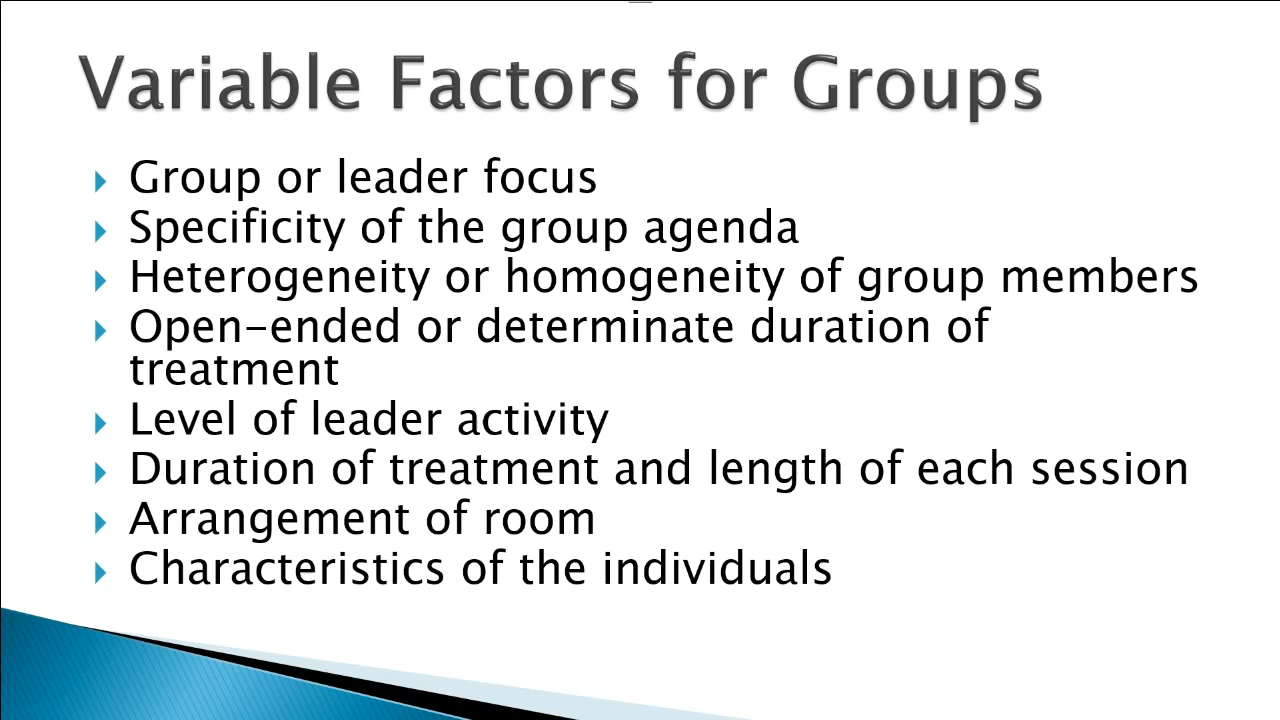 Variable Factors for Groups
Group or leader focus
Specificity of the group agenda
Heterogeneity or homogeneity of group members
Open-ended or determinate duration of
treatment
Level of leader activity
Duration of treatment and length of each session
Arrangement of room
Characteristics of the individuals